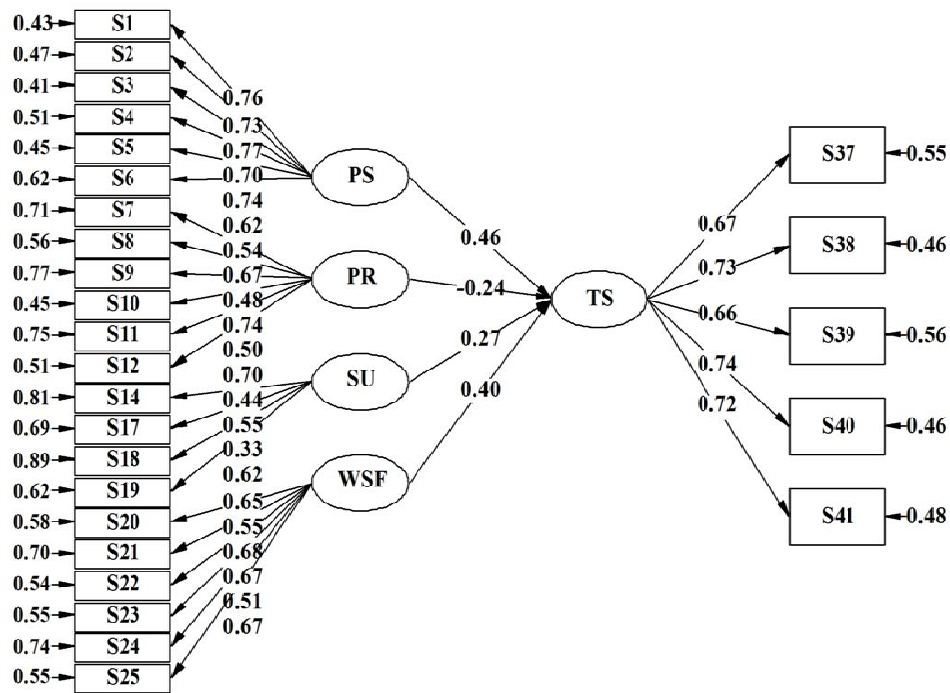 0.43 S1
0.47 S2
0.41 S3
0.51 S4
0.45 S5
0.62 S6
0.71 S7
0.56 S8
0.77 S9
0.45 S10
0.75 S11
0.51 S12
0.81 S14
0.69 S17
0.89 S18
0.62 S19
0.58 S20
0.70 S21
0.54 S22
0.55 S23
0.74 S24
0.55 S25
0.76
0.73
0.77
0.70
0.74
0.62
0.54
0.67
0.48
0.74
0.50
0.70
0.44
0.55
0.33
0.62
0.65
0.55
0.68
0.67
0.51
0.67
PS
PR
SU
WSF
0.46
-0.24
0.27
0.40
TS
0.67
0.73
0.66
0.74
0.72
S37 0.55
S38 0.46
S39 0.56
S40 0.46
S41 0.48